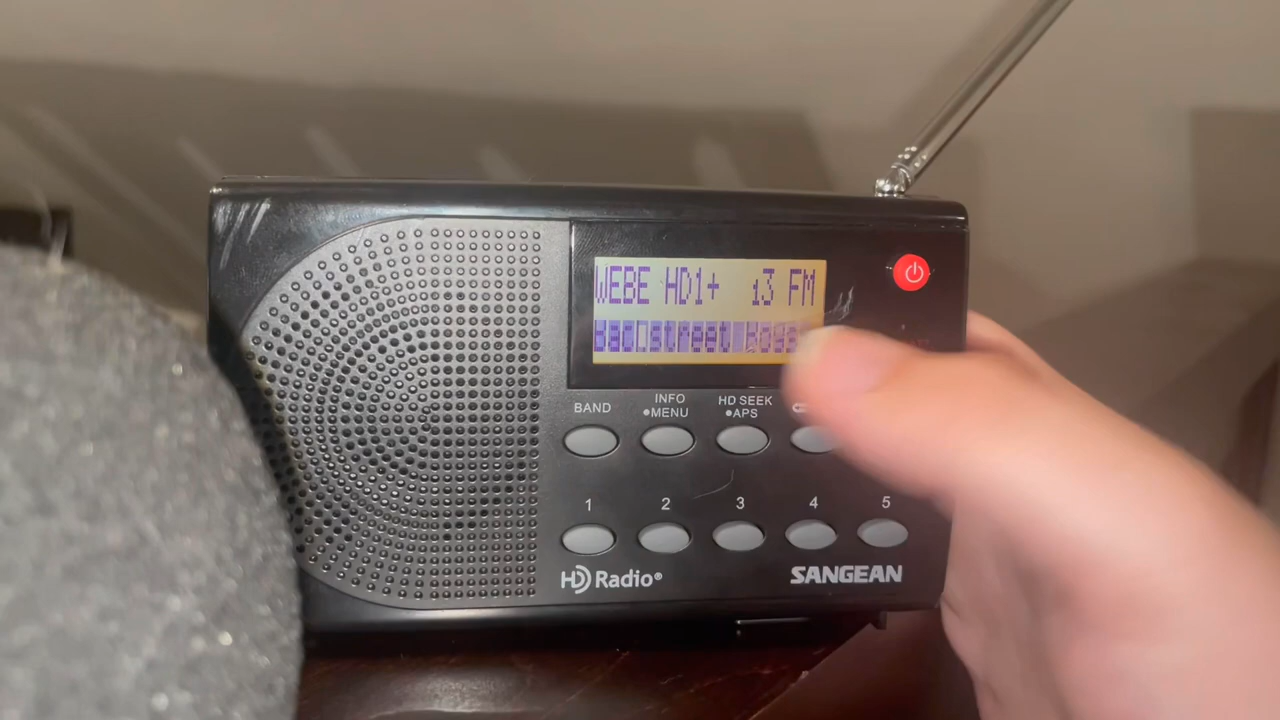 WEBE HD1+ FM
BAND
INFO
MENU
HD SEEK
APS
1
2
3
4
5
HD Radio®
SANGEAN